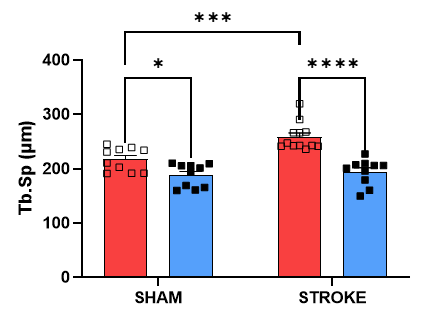 ***
*
****
400
300
200
100
0
Tb.Sp (μm)
SHAM
STROKE